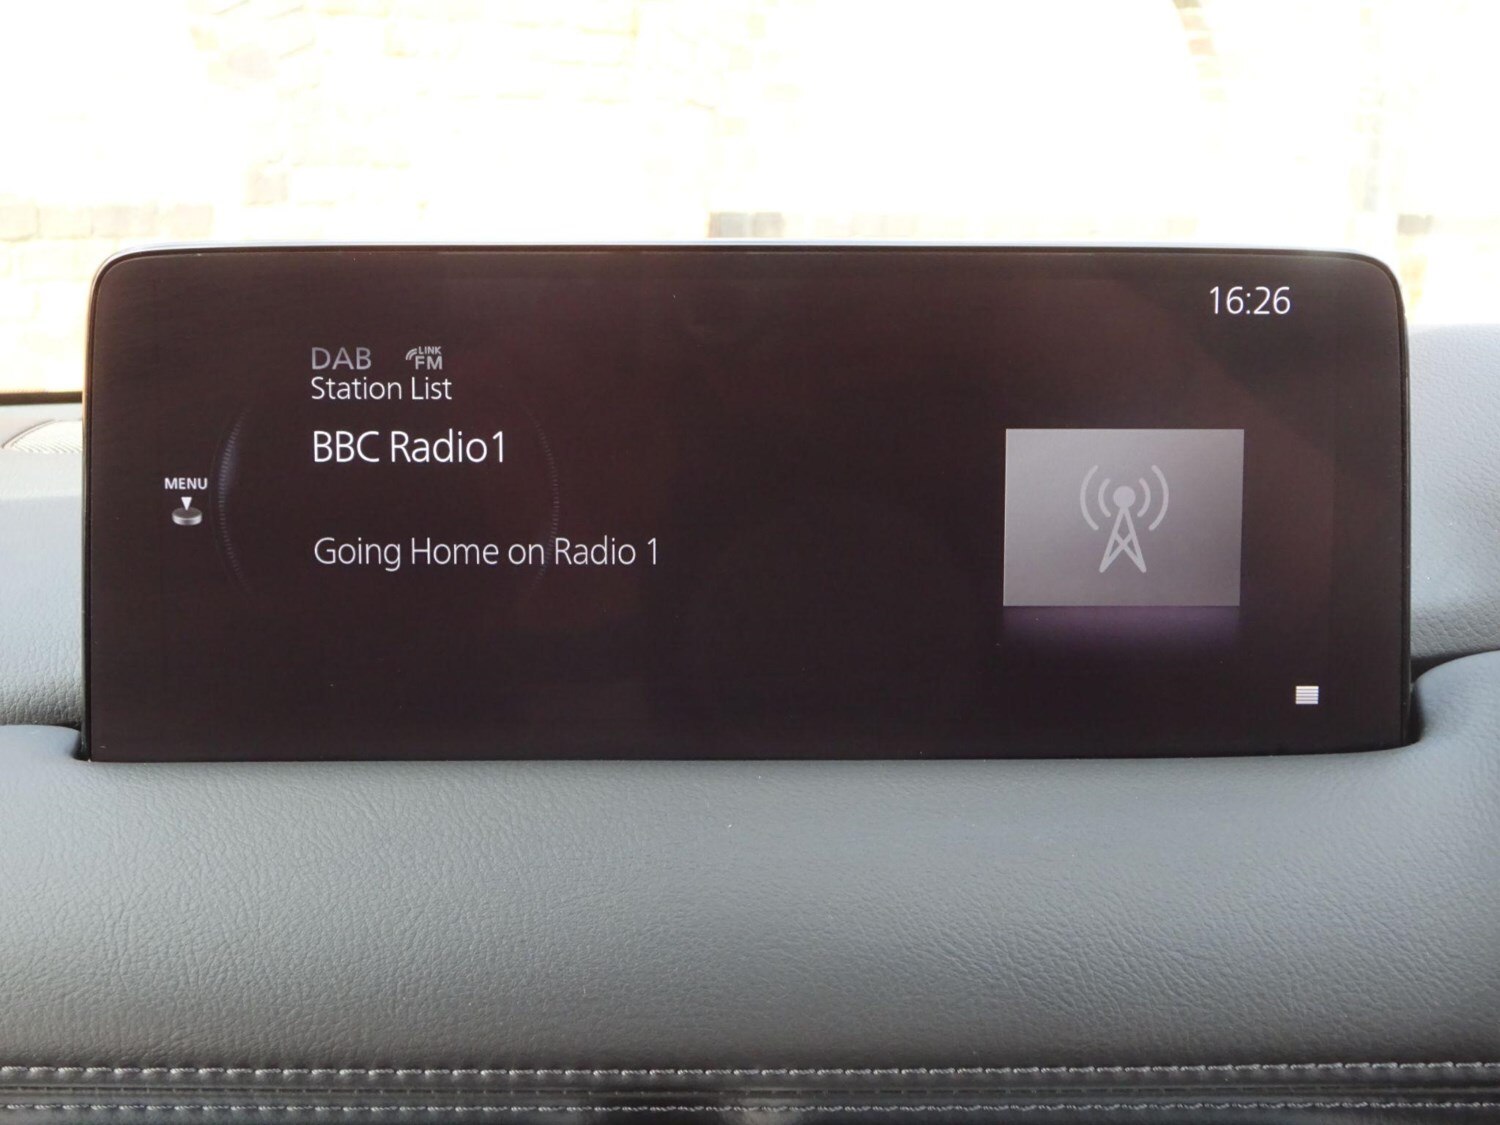 16:26
DAB LINK FM
Station List
BBC Radio1
MENU
Going Home on Radio 1